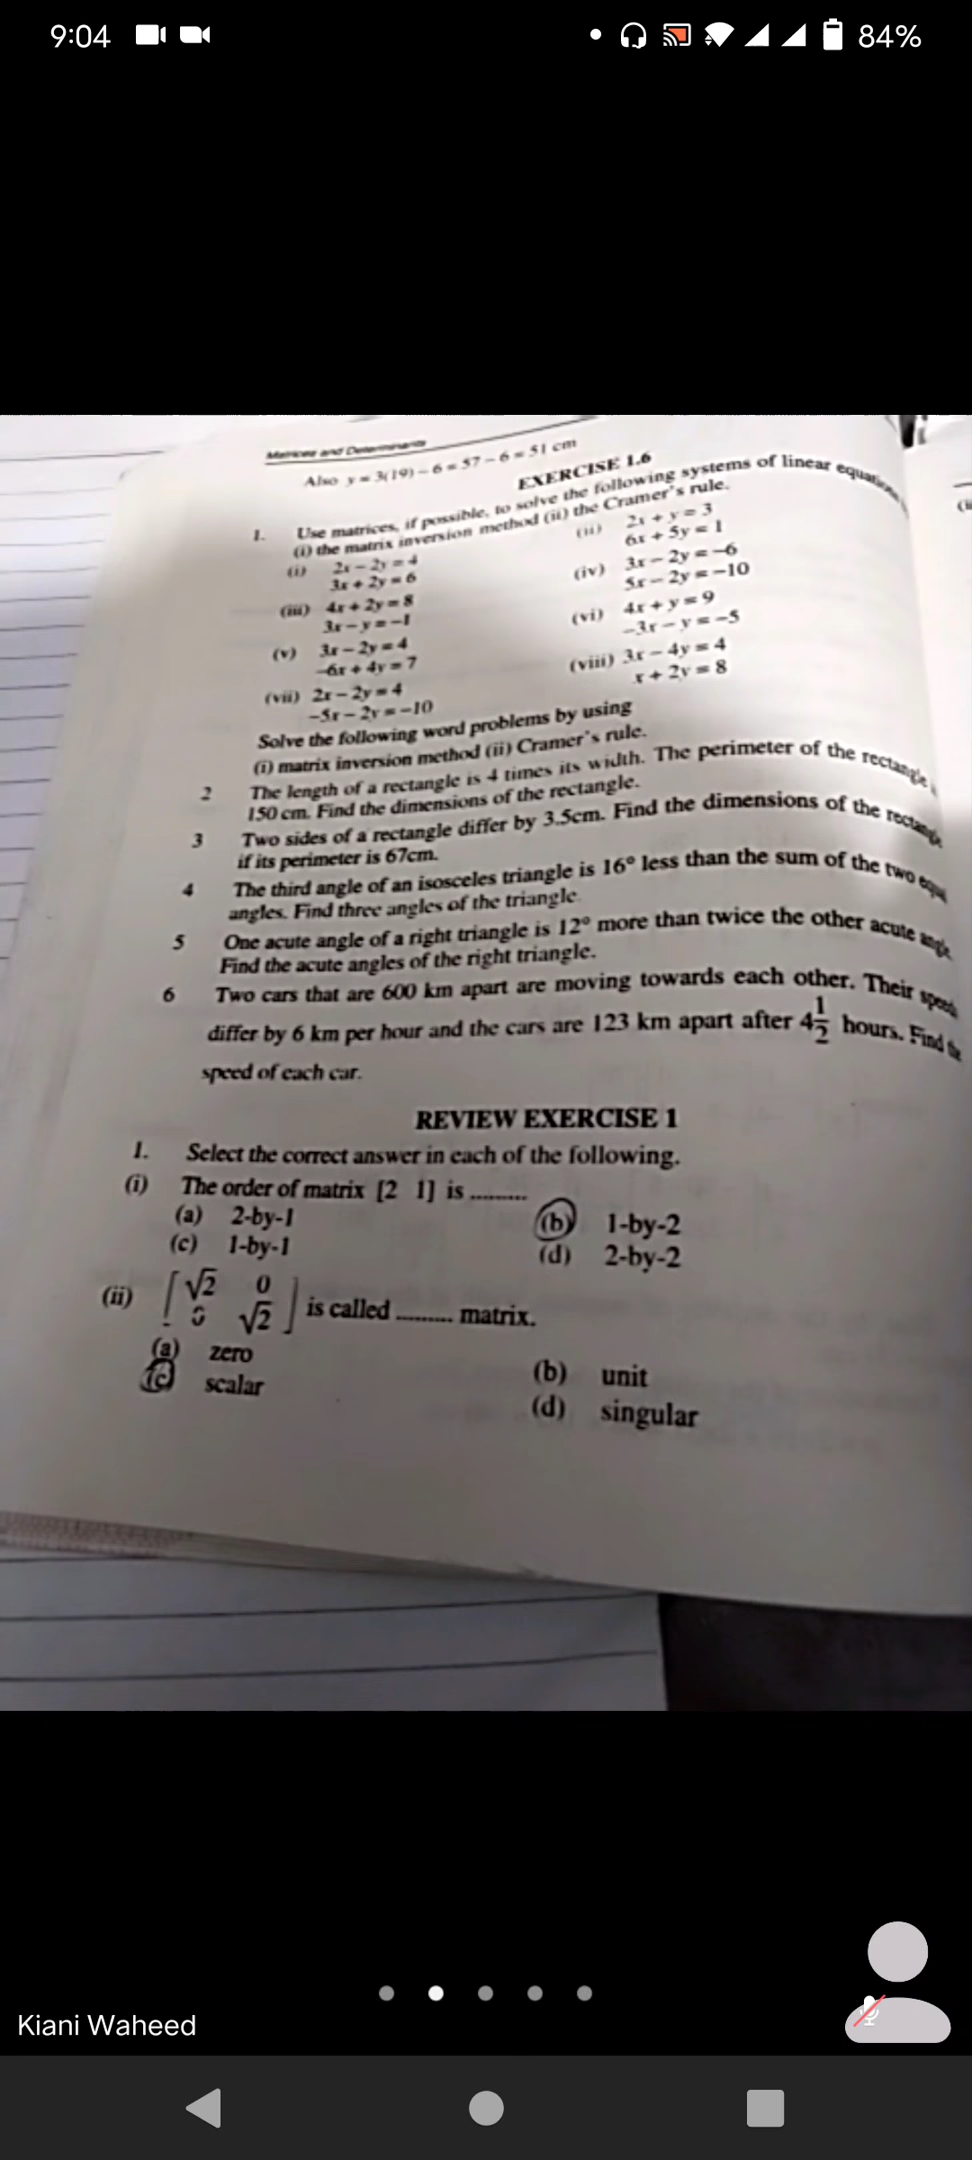 9:04
84%
Matrices and Determinants
Also y = 3(19) – 6 = 57 – 6 = 51 cm
EXERCISE 1.6
1. Use matrices, if possible, to solve the following systems of linear equations
(i) the matrix inversion method (ii) the Cramer's rule.
(i) 2x – 2y = 4
3x + 2y = 6
(ii) 2x + y = 3
6x + 5y = 1
(iii) 4x + 2y = 8
3x – y = –1
(iv) 3x – 2y = –6
5x – 2y = –10
(v) 3x – 2y = 4
–6x + 4y = 7
(vi) 4x + y = 9
–3x – y = –5
(vii) 2x – 2y = 4
–5x – 2y = –10
(viii) 3x – 4y = 4
x + 2y = 8
Solve the following word problems by using
(i) matrix inversion method (ii) Cramer's rule.
2 The length of a rectangle is 4 times its width. The perimeter of the rectangle
150 cm. Find the dimensions of the rectangle.
3 Two sides of a rectangle differ by 3.5cm. Find the dimensions of the rectangle
if its perimeter is 67cm.
4 The third angle of an isosceles triangle is 16° less than the sum of the two equal
angles. Find three angles of the triangle.
5 One acute angle of a right triangle is 12° more than twice the other acute angle.
Find the acute angles of the right triangle.
6 Two cars that are 600 km apart are moving towards each other. Their speeds
differ by 6 km per hour and the cars are 123 km apart after 4 1/2 hours. Find the
speed of each car.
REVIEW EXERCISE 1
1. Select the correct answer in each of the following.
(i) The order of matrix [2 1] is .........
(a) 2-by-1 (b) 1-by-2
(c) 1-by-1 (d) 2-by-2
(ii) [√2 0
0 √2] is called ......... matrix.
(a) zero (b) unit
(c) scalar (d) singular
Kiani Waheed